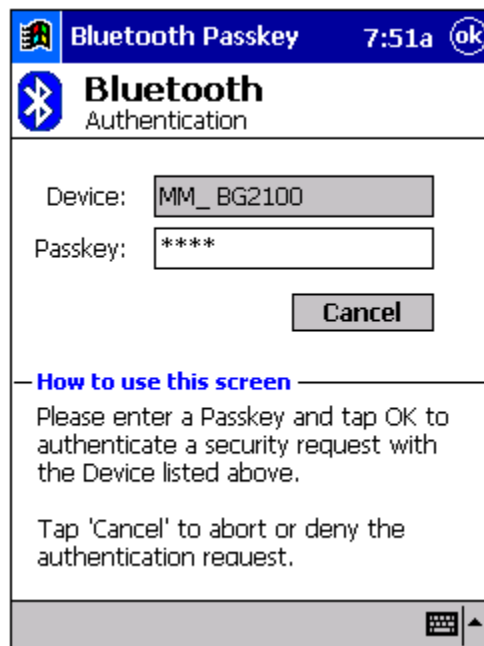 Bluetooth Passkey 7:51a ok
Bluetooth
Authentication
Device: MM_ BG2100
Passkey: ****
Cancel
How to use this screen
Please enter a Passkey and tap OK to
authenticate a security request with
the Device listed above.
Tap 'Cancel' to abort or deny the
authentication request.